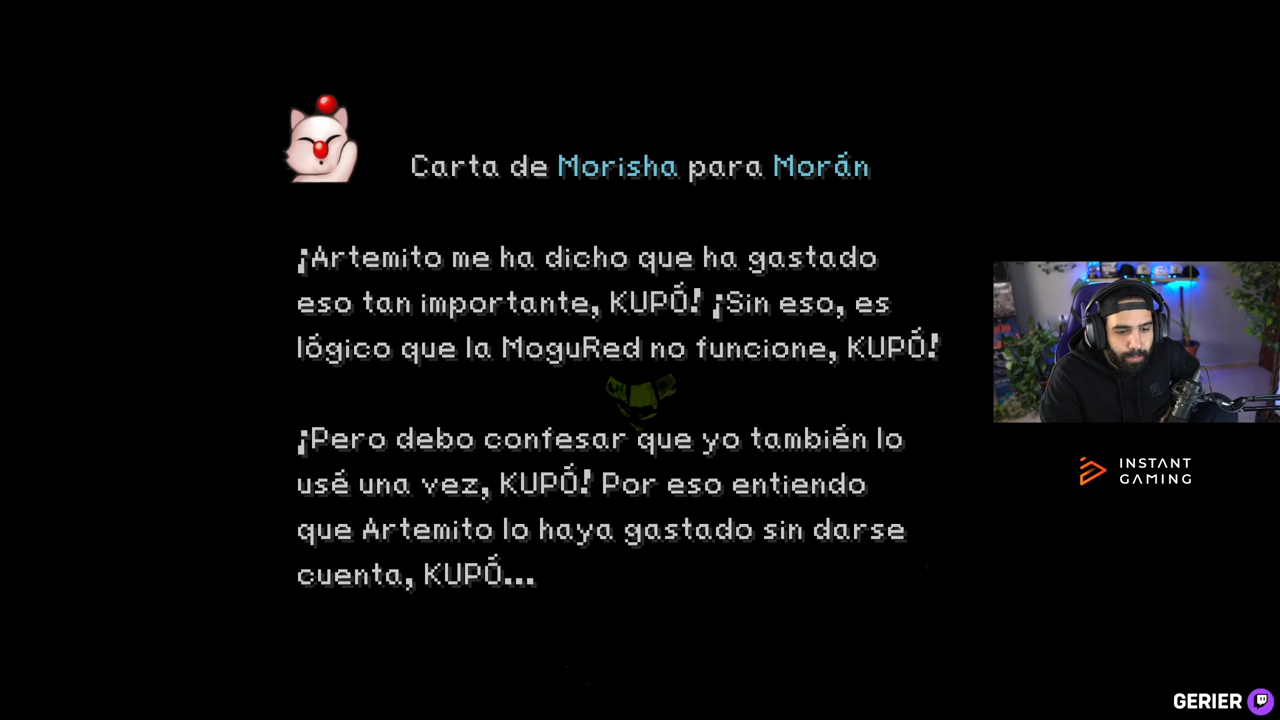 Carta de Morisha para Morán
¡Artemito me ha dicho que ha gastado
eso tan importante, KUPÓ! ¡Sin eso, es
lógico que la MoguRed no funcione, KUPÓ!
¡Pero debo confesar que yo también lo
usé una vez, KUPÓ! Por eso entiendo
que Artemito lo haya gastado sin darse
cuenta, KUPÓ...
INSTANT
GAMING
GERIER